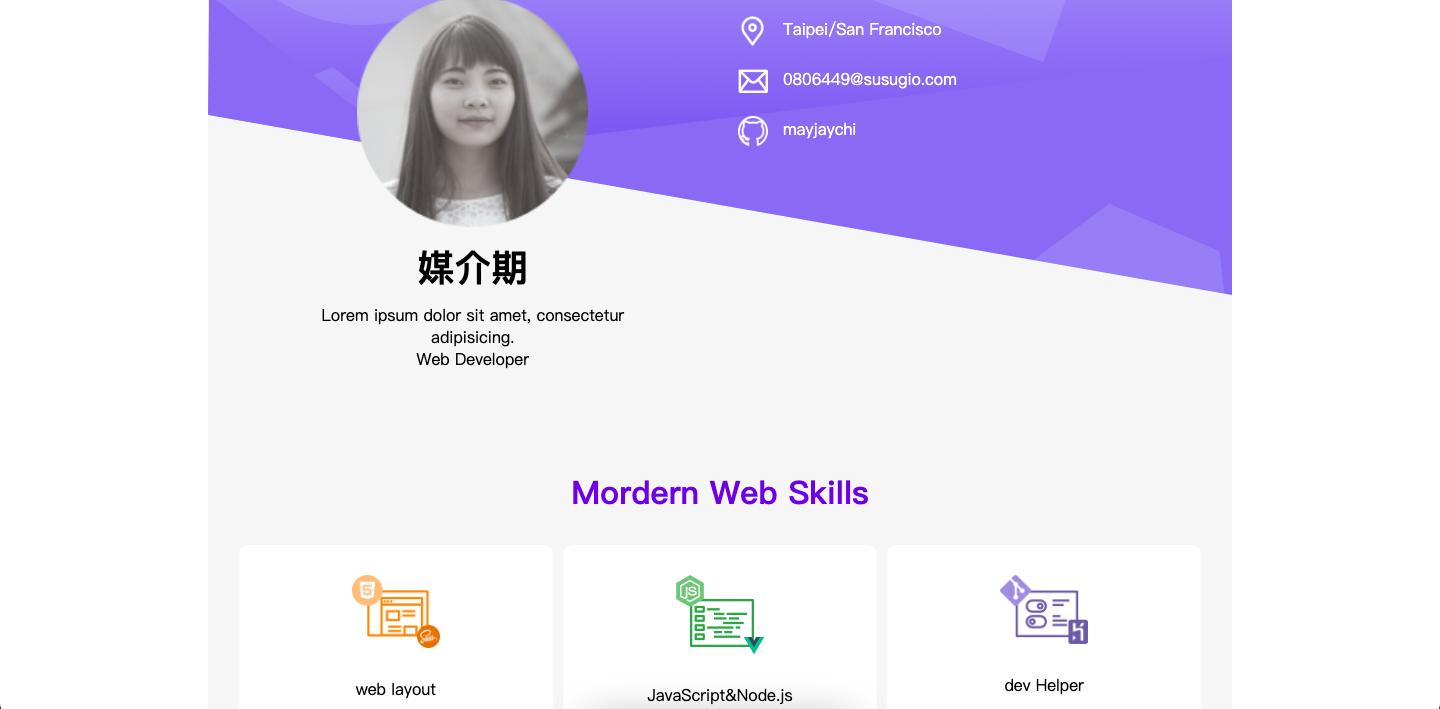 Taipei/San Francisco
0806449@susugio.com
mayjaychi
媒介期
Lorem ipsum dolor sit amet, consectetur
adipisicing.
Web Developer
Mordern Web Skills
web layout
JavaScript&Node.js
dev Helper